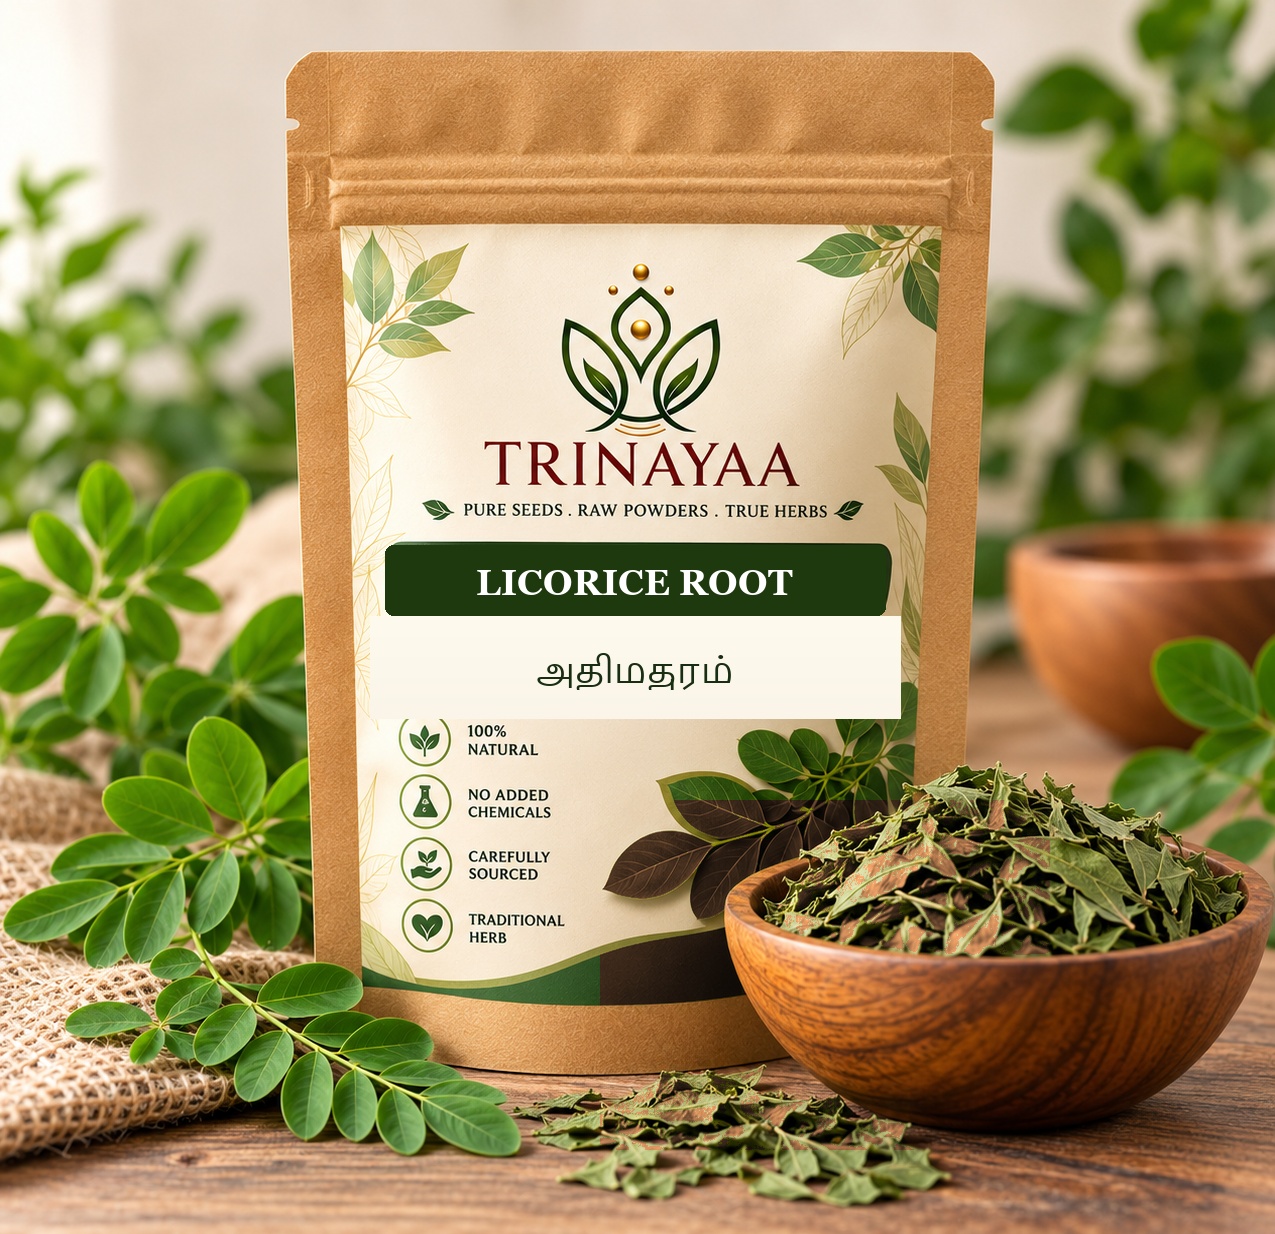 TRINAYAA
PURE SEEDS . RAW POWDERS . TRUE HERBS
LICORICE ROOT
அதிமதரம்
100%
NATURAL
NO ADDED
CHEMICALS
CAREFULLY
SOURCED
TRADITIONAL
HERB